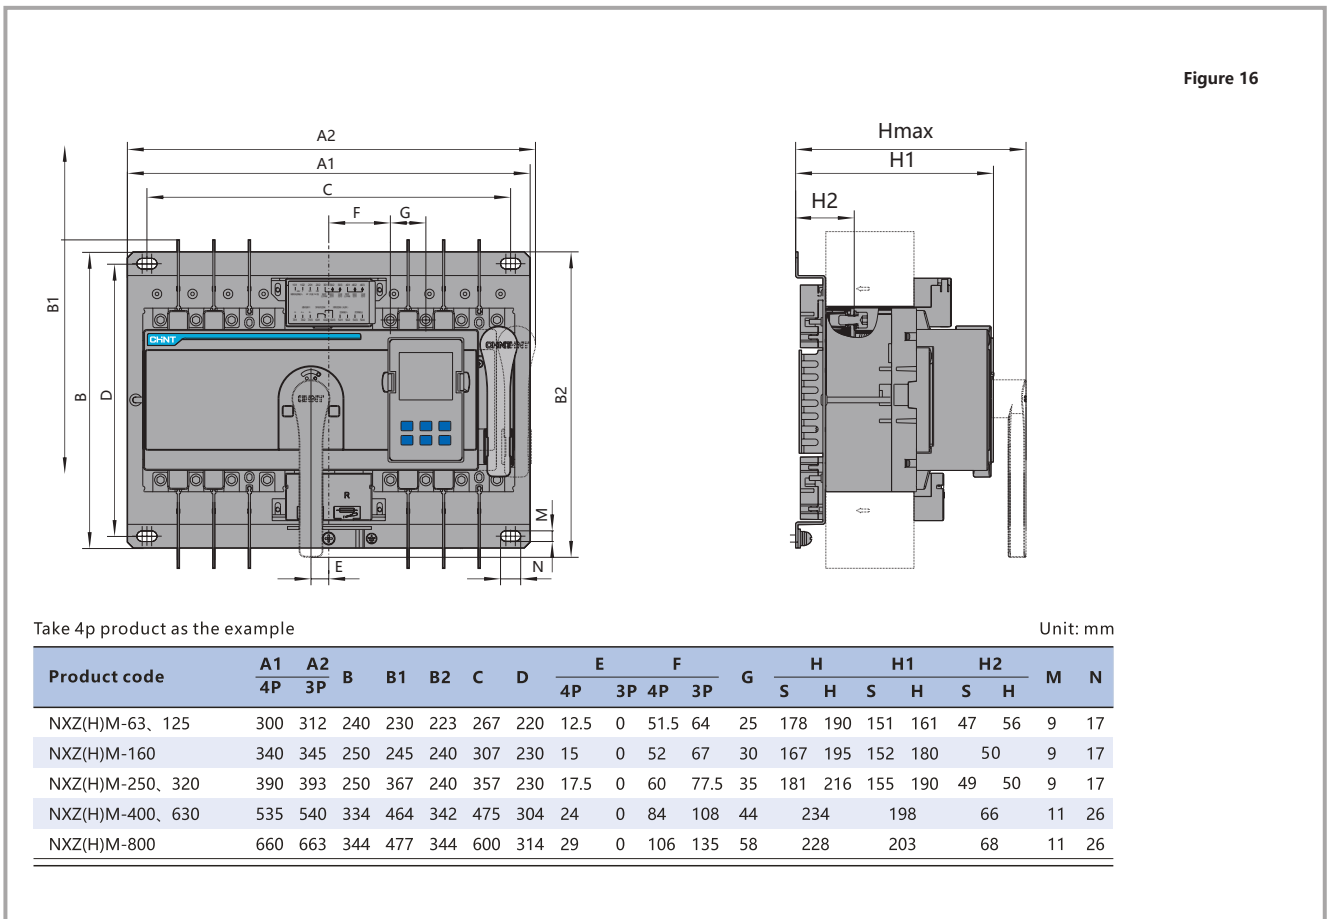 Figure 16
A2
A1
C
F G
B1
B
D
B2
CHNT
CHNT
CHNT
R
M
E
N
Hmax
H1
H2
Take 4p product as the example
Unit: mm
Product code A1 A2 B B1 B2 C D E F G H H1 H2 M N
4P 3P 4P 3P 4P 3P S H S H S H
NXZ(H)M-63、125 300 312 240 230 223 267 220 12.5 0 51.5 64 25 178 190 151 161 47 56 9 17
NXZ(H)M-160 340 345 250 245 240 307 230 15 0 52 67 30 167 195 152 180 50 9 17
NXZ(H)M-250、320 390 393 250 367 240 357 230 17.5 0 60 77.5 35 181 216 155 190 49 50 9 17
NXZ(H)M-400、630 535 540 334 464 342 475 304 24 0 84 108 44 234 198 66 11 26
NXZ(H)M-800 660 663 344 477 344 600 314 29 0 106 135 58 228 203 68 11 26